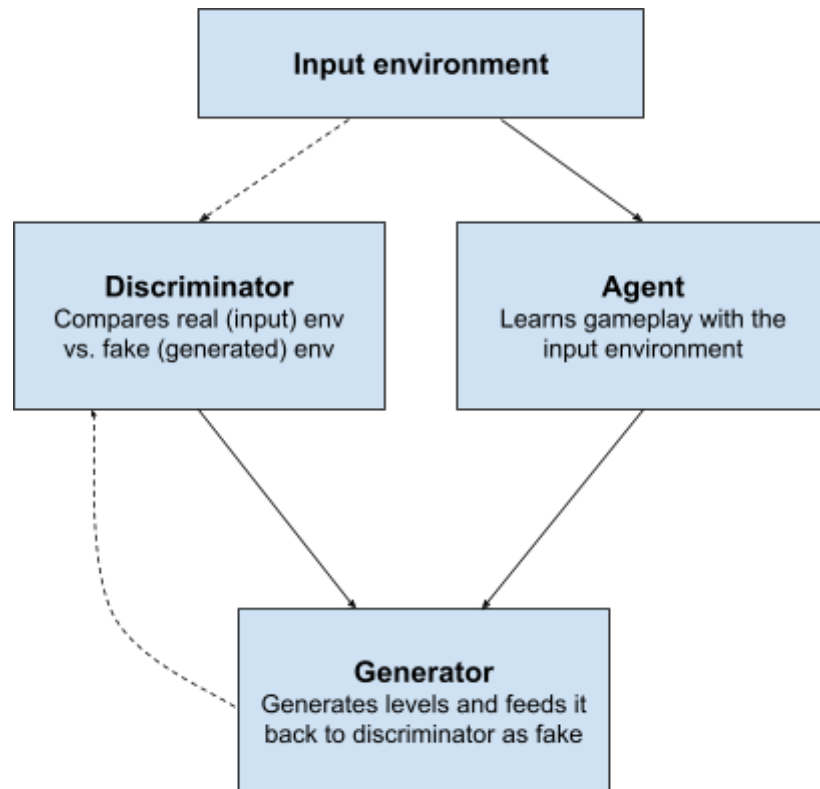 Input environment
Discriminator
Compares real (input) env
vs. fake (generated) env
Agent
Learns gameplay with the
input environment
Generator
Generates levels and feeds it
back to discriminator as fake